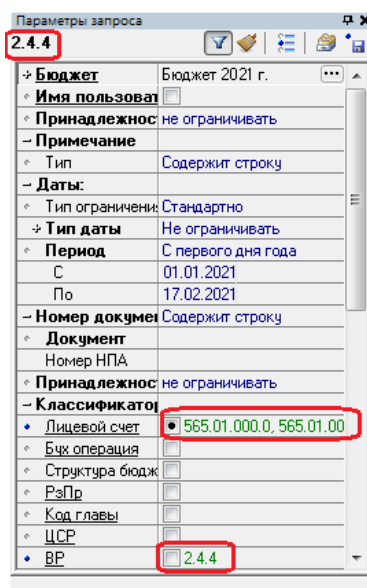 Параметры запроса
2.4.4
Бюджет Бюджет 2021 г. ...
Имя пользоват
Принадлежнос не ограничивать
Примечание
Тип Содержит строку
Даты:
Тип ограничени Стандартно
Тип даты Не ограничивать
Период С первого дня года
С 01.01.2021
По 17.02.2021
Номер докумен Содержит строку
Документ
Номер НПА
Принадлежнос не ограничивать
Классификатор
Лицевой счет 565.01.000.0, 565.01.00
Бух операция
Структура бюдж
РзПр
Код главы
ЦСР
ВР 2.4.4